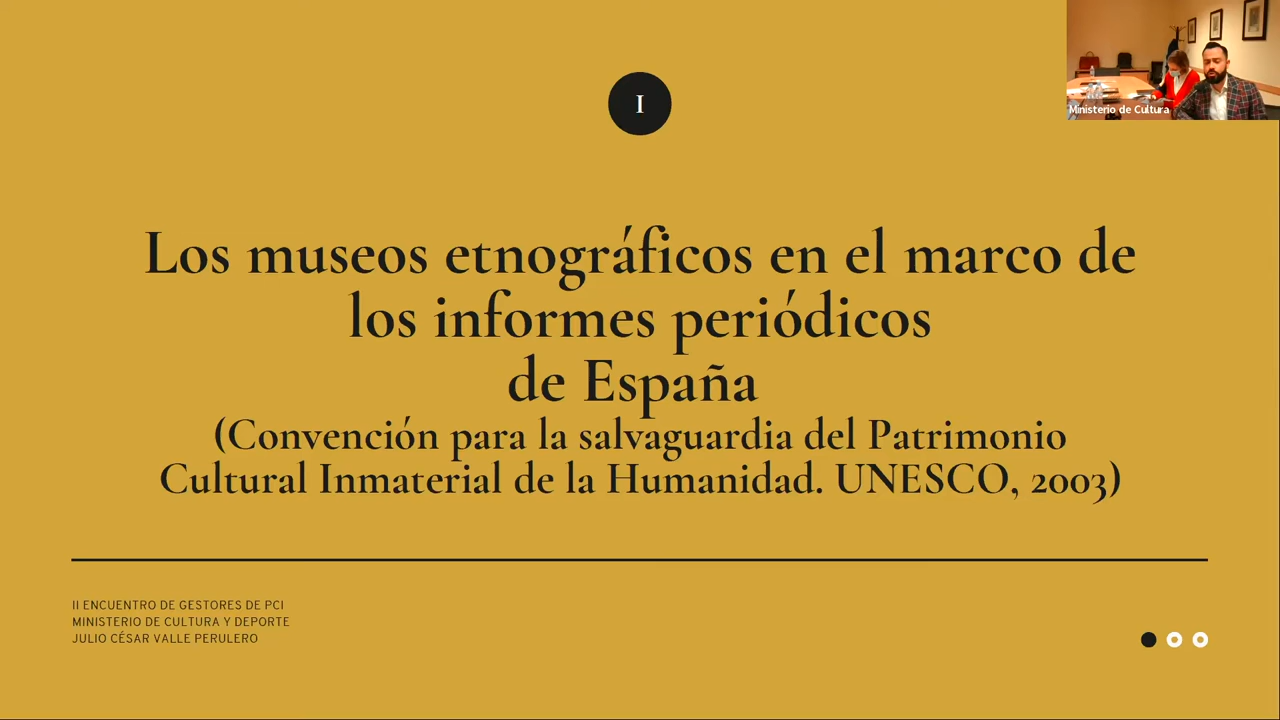 Ministerio de Cultura
I
Los museos etnográficos en el marco de
los informes periódicos
de España
(Convención para la salvaguardia del Patrimonio
Cultural Inmaterial de la Humanidad. UNESCO, 2003)
II ENCUENTRO DE GESTORES DE PCI
MINISTERIO DE CULTURA Y DEPORTE
JULIO CÉSAR VALLE PERULERO